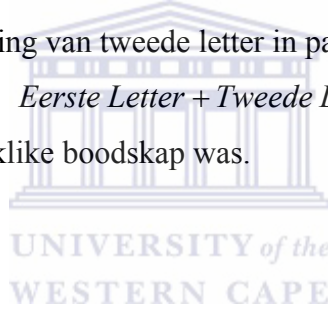 ing van tweede letter in pa
Eerste Letter + Tweede
klike boodskap was.
UNIVERSITY of the
WESTERN CAPE